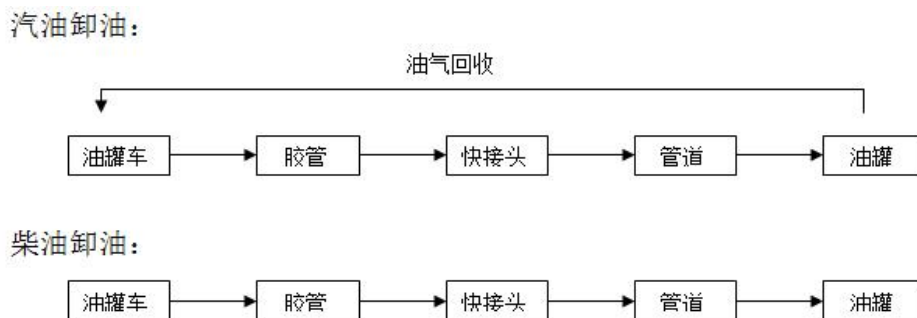 汽油卸油：
油气回收
油罐车 胶管 快接头 管道 油罐
柴油卸油：
油罐车 胶管 快接头 管道 油罐